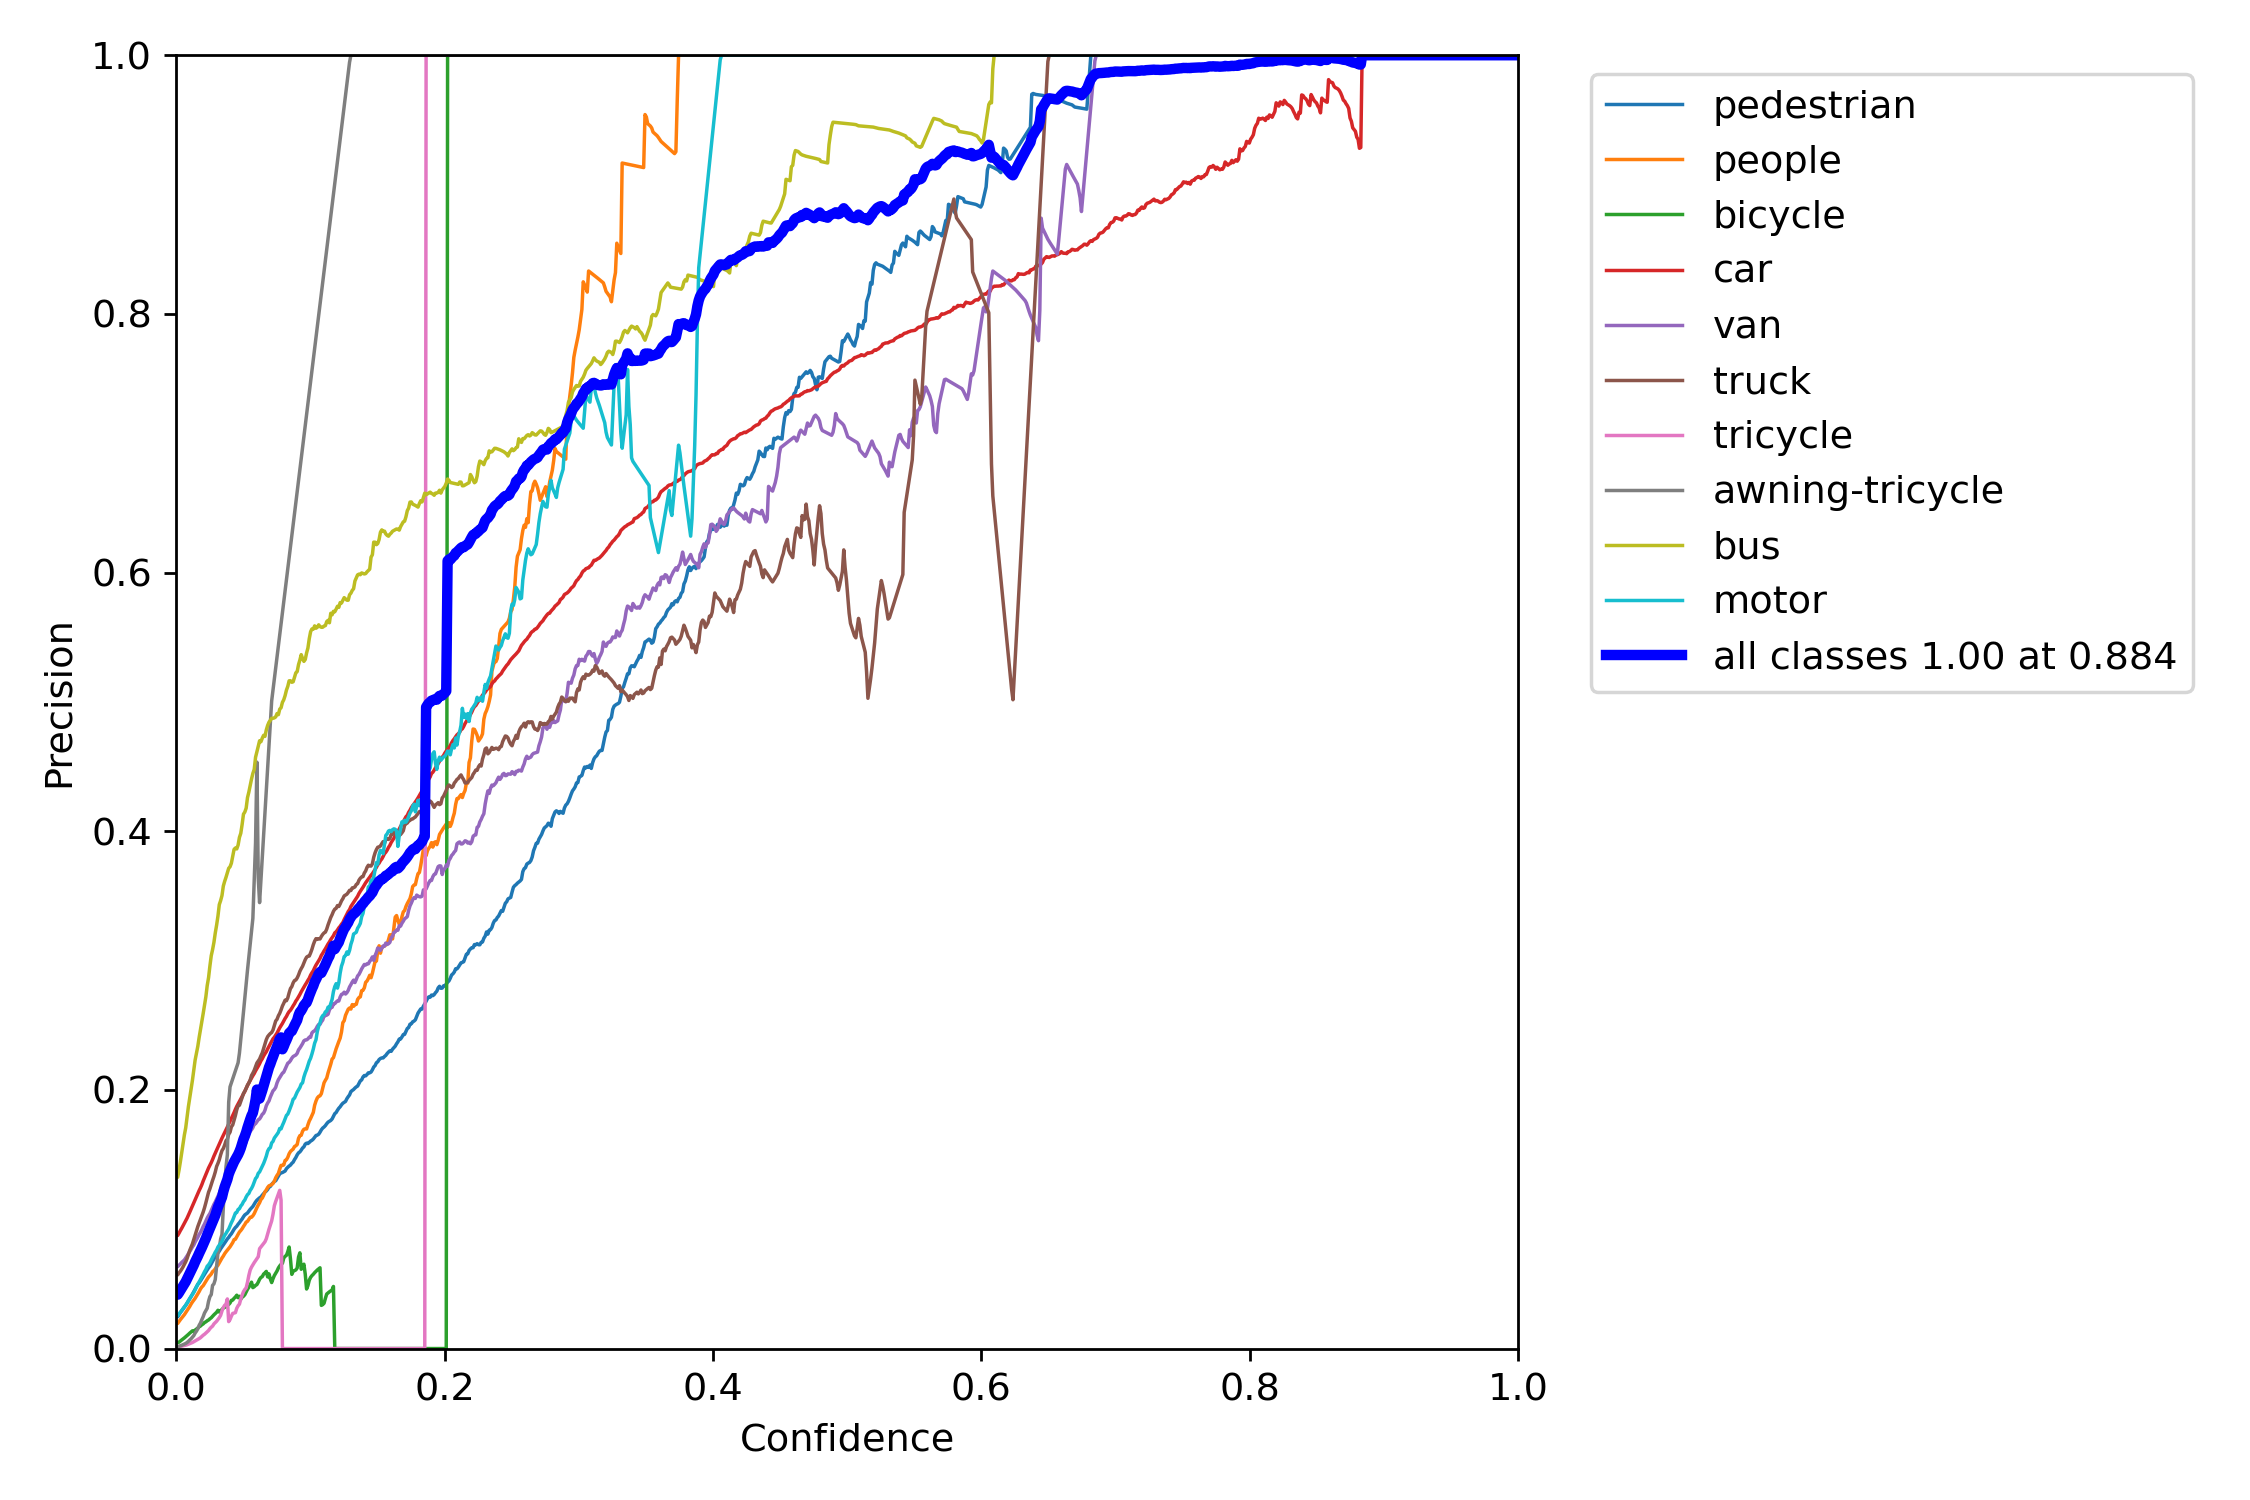 1.0
0.8
0.6
0.4
0.2
0.0
Precision
0.0 0.2 0.4 0.6 0.8 1.0
Confidence
pedestrian
people
bicycle
car
van
truck
tricycle
awning-tricycle
bus
motor
all classes 1.00 at 0.884